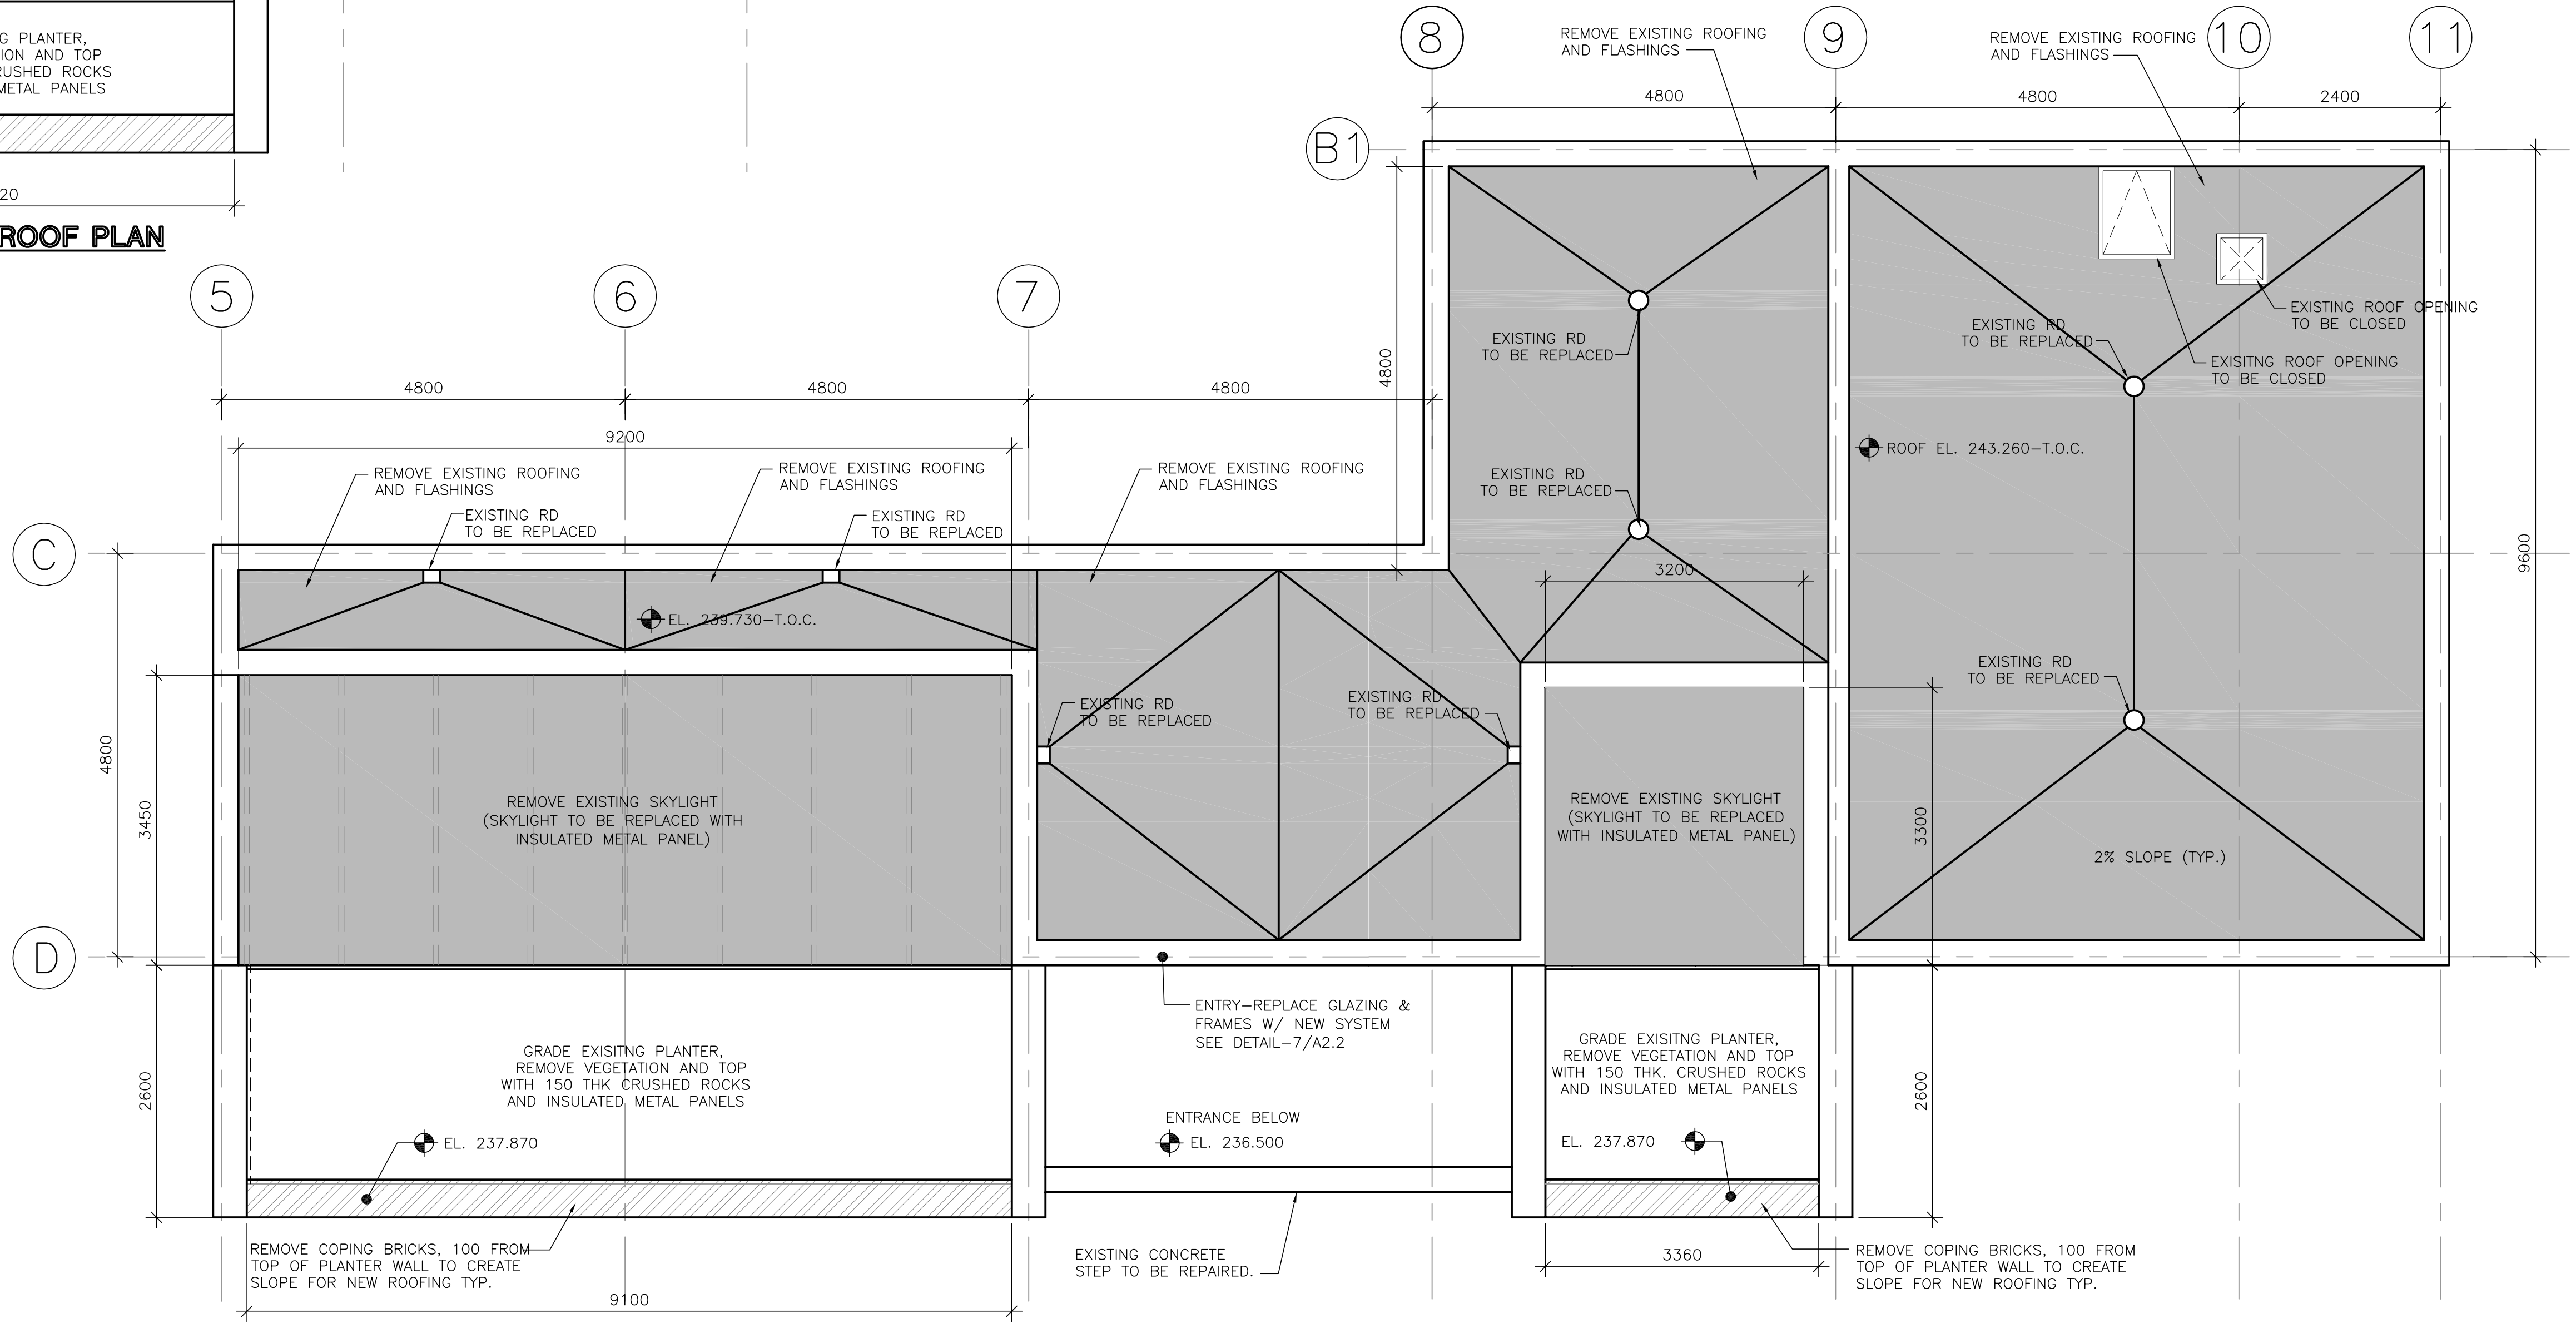 G PLANTER,
ION AND TOP
RUSHED ROCKS
METAL PANELS
20
ROOF PLAN
8
9
10
11
REMOVE EXISTING ROOFING
AND FLASHINGS
REMOVE EXISTING ROOFING
AND FLASHINGS
4800
4800
2400
B1
5
6
7
4800
4800
4800
4800
9200
REMOVE EXISTING ROOFING
AND FLASHINGS
REMOVE EXISTING ROOFING
AND FLASHINGS
REMOVE EXISTING ROOFING
AND FLASHINGS
EXISTING RD
TO BE REPLACED
EXISTING RD
TO BE REPLACED
EXISTING RD
TO BE REPLACED
EXISTING RD
TO BE REPLACED
EXISTING RD
TO BE REPLACED
EXISTING ROOF OPENING
TO BE CLOSED
EXISITNG ROOF OPENING
TO BE CLOSED
ROOF EL. 243.260-T.O.C.
9600
C
EL. 239.730-T.O.C.
3200
EXISTING RD
TO BE REPLACED
EXISTING RD
TO BE REPLACED
EXISTING RD
TO BE REPLACED
4800
3450
REMOVE EXISTING SKYLIGHT
(SKYLIGHT TO BE REPLACED WITH
INSULATED METAL PANEL)
REMOVE EXISTING SKYLIGHT
(SKYLIGHT TO BE REPLACED
WITH INSULATED METAL PANEL)
3300
2% SLOPE (TYP.)
D
ENTRY-REPLACE GLAZING &
FRAMES W/ NEW SYSTEM
SEE DETAIL-7/A2.2
GRADE EXISITNG PLANTER,
REMOVE VEGETATION AND TOP
WITH 150 THK CRUSHED ROCKS
AND INSULATED METAL PANELS
GRADE EXISITNG PLANTER,
REMOVE VEGETATION AND TOP
WITH 150 THK. CRUSHED ROCKS
AND INSULATED METAL PANELS
2600
2600
EL. 237.870
ENTRANCE BELOW
EL. 236.500
EL. 237.870
REMOVE COPING BRICKS, 100 FROM
TOP OF PLANTER WALL TO CREATE
SLOPE FOR NEW ROOFING TYP.
EXISTING CONCRETE
STEP TO BE REPAIRED.
3360
REMOVE COPING BRICKS, 100 FROM
TOP OF PLANTER WALL TO CREATE
SLOPE FOR NEW ROOFING TYP.
9100